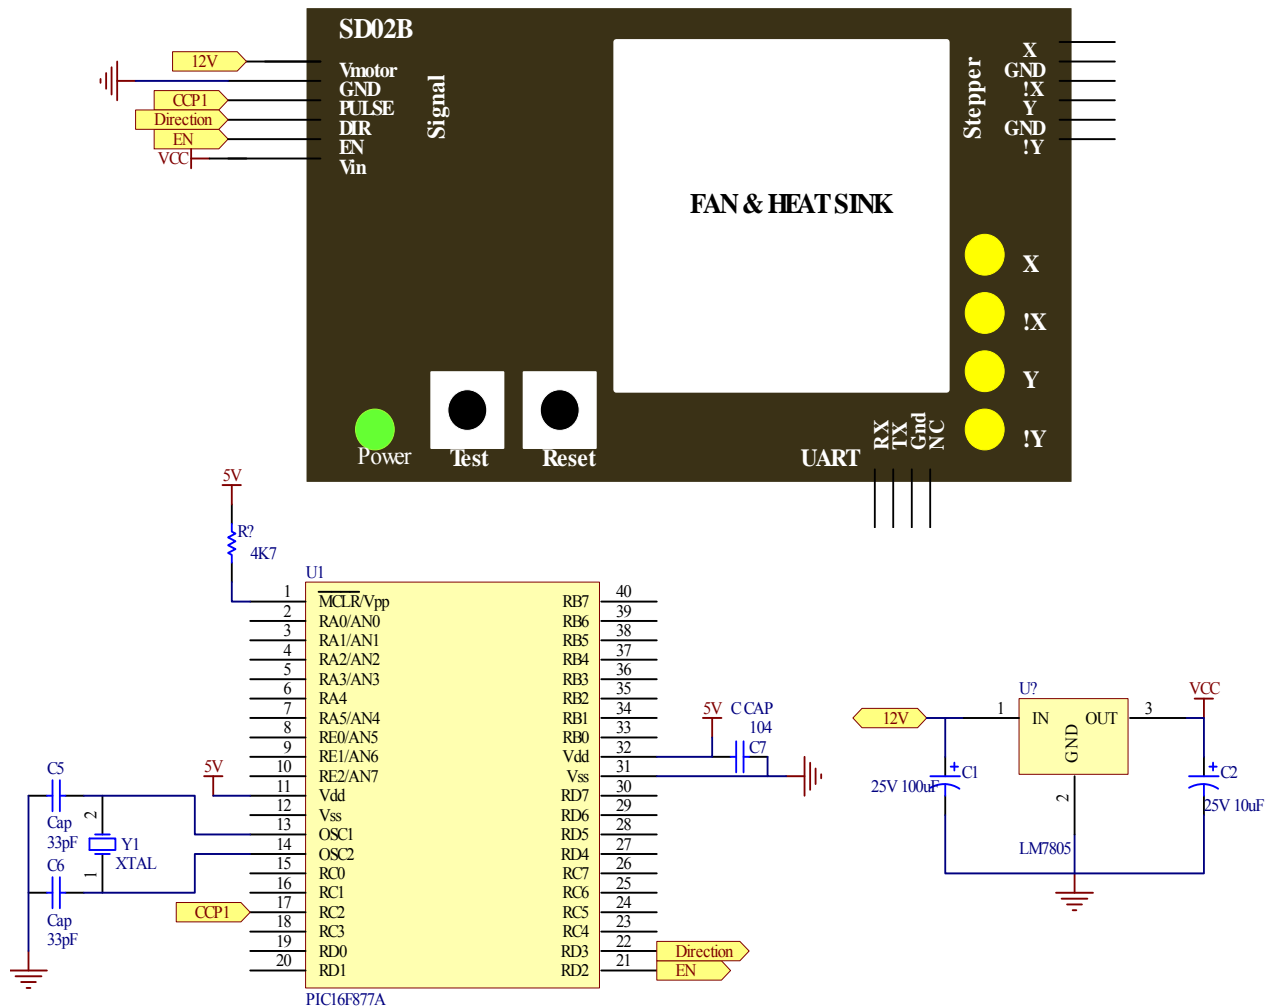 SD02B
12V
Vmotor
GND
CCP1
PULSE
Direction
DIR
EN
EN
VCC
Vin
Signal
FAN & HEAT SINK
Stepper
X
GND
!X
Y
GND
!Y
X
!X
Y
!Y
Power
Test
Reset
UART
RX
TX
Gnd
NC
5V
R?
4K7
U1
1 MCLR/Vpp
2 RA0/AN0
3 RA1/AN1
4 RA2/AN2
5 RA3/AN3
6 RA4
7 RA5/AN4
8 RE0/AN5
9 RE1/AN6
10 RE2/AN7
11 Vdd
12 Vss
13 OSC1
14 OSC2
15 RC0
16 RC1
17 RC2
18 RC3
19 RD0
20 RD1
RB7 40
RB6 39
RB5 38
RB4 37
RB3 36
RB2 35
RB1 34
RB0 33
Vdd 32
Vss 31
RD7 30
RD6 29
RD5 28
RD4 27
RC7 26
RC6 25
RC5 24
RC4 23
RD3 22
RD2 21
PIC16F877A
5V
C5
Cap
33pF
2
Y1
XTAL
1
C6
Cap
33pF
CCP1
5V
C CAP
104
C7
Direction
EN
U?
12V
1
IN
OUT
GND
3
VCC
2
+
C1
25V 100uF
+
C2
25V 10uF
LM7805